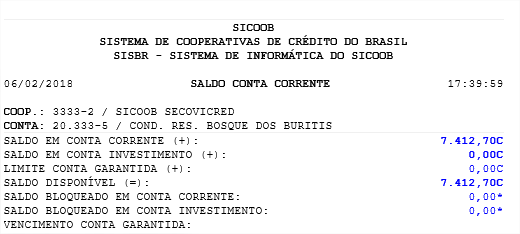 SICOOB
SISTEMA DE COOPERATIVAS DE CRÉDITO DO BRASIL
SISBR - SISTEMA DE INFORMÁTICA DO SICOOB
06/02/2018 SALDO CONTA CORRENTE 17:39:59
COOP.: 3333-2 / SICOOB SECOVICRED
CONTA: 20.333-5 / COND. RES. BOSQUE DOS BURITIS
SALDO EM CONTA CORRENTE (+): 7.412,70C
SALDO EM CONTA INVESTIMENTO (+): 0,00C
LIMITE CONTA GARANTIDA (+): 0,00C
SALDO DISPONÍVEL (=): 7.412,70C
SALDO BLOQUEADO EM CONTA CORRENTE: 0,00*
SALDO BLOQUEADO EM CONTA INVESTIMENTO: 0,00*
VENCIMENTO CONTA GARANTIDA: